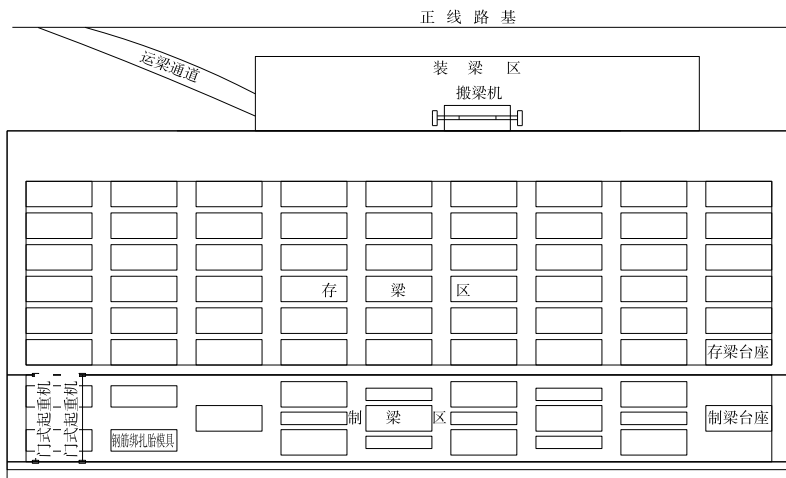 正线路基
运梁通道
装梁区
搬梁机
存梁区
存梁台座
门式起重机
门式起重机
制梁区
制梁台座
钢筋绑扎胎模具